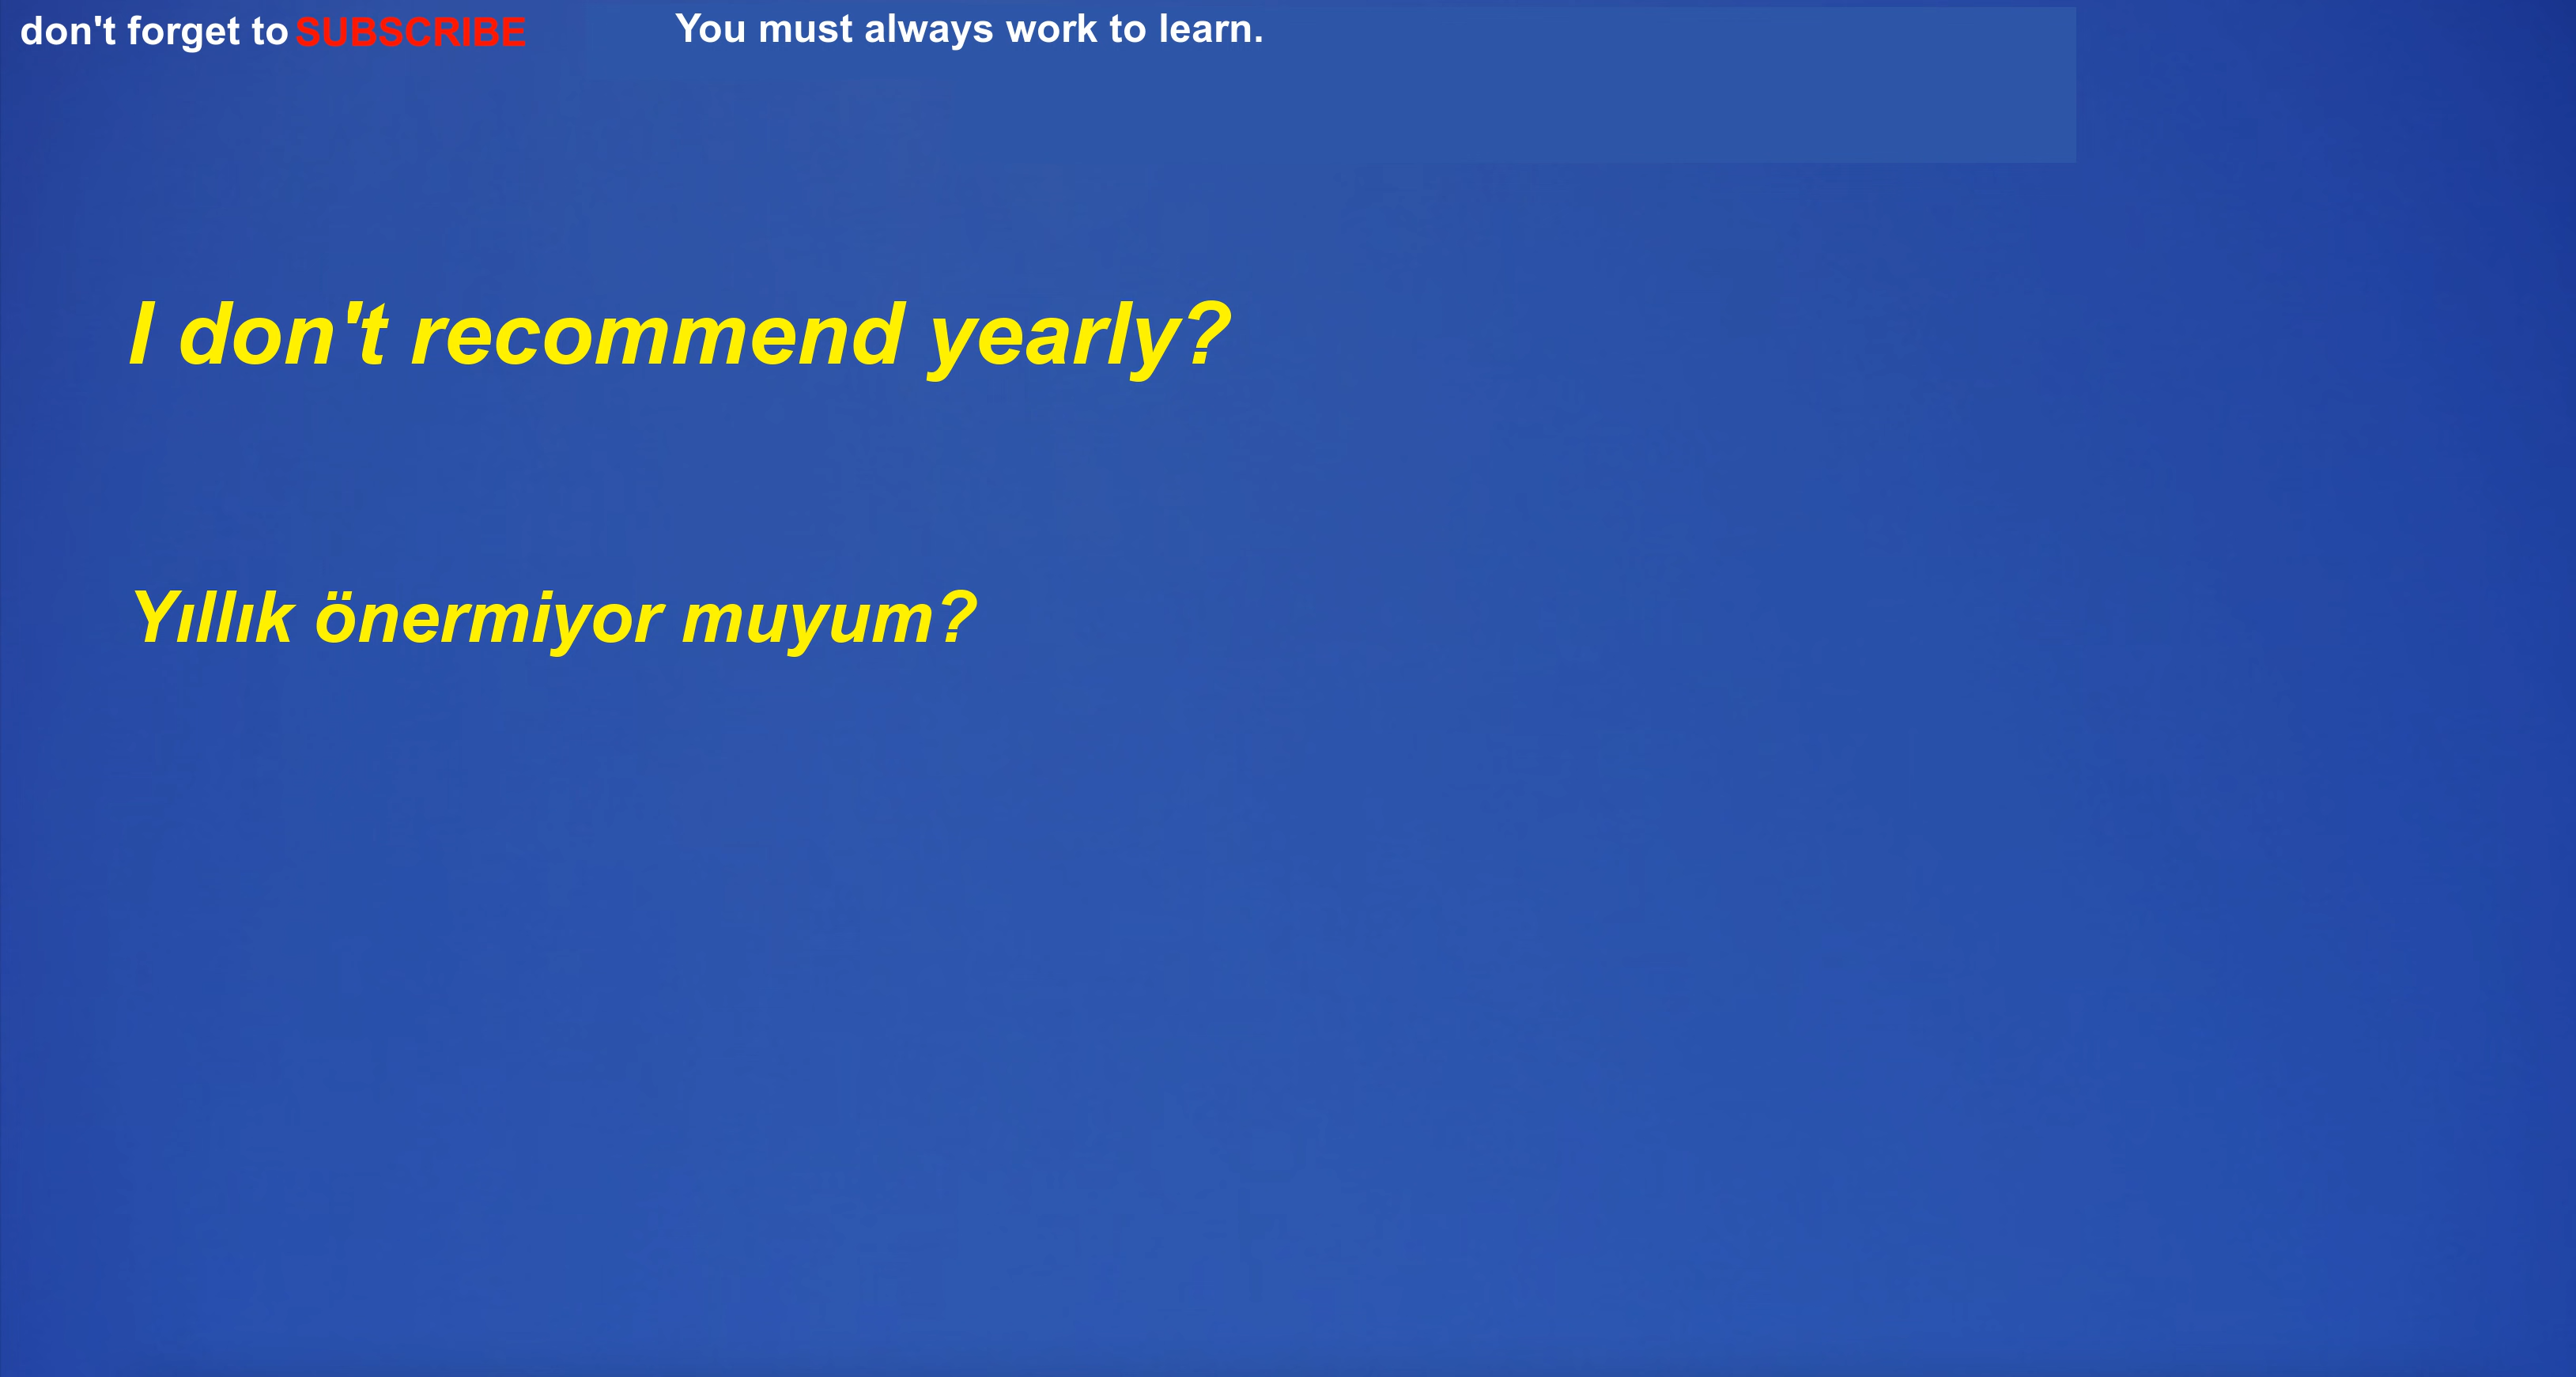 don't forget to SUBSCRIBE
You must always work to learn.
I don't recommend yearly?
Yıllık önermiyor muyum?